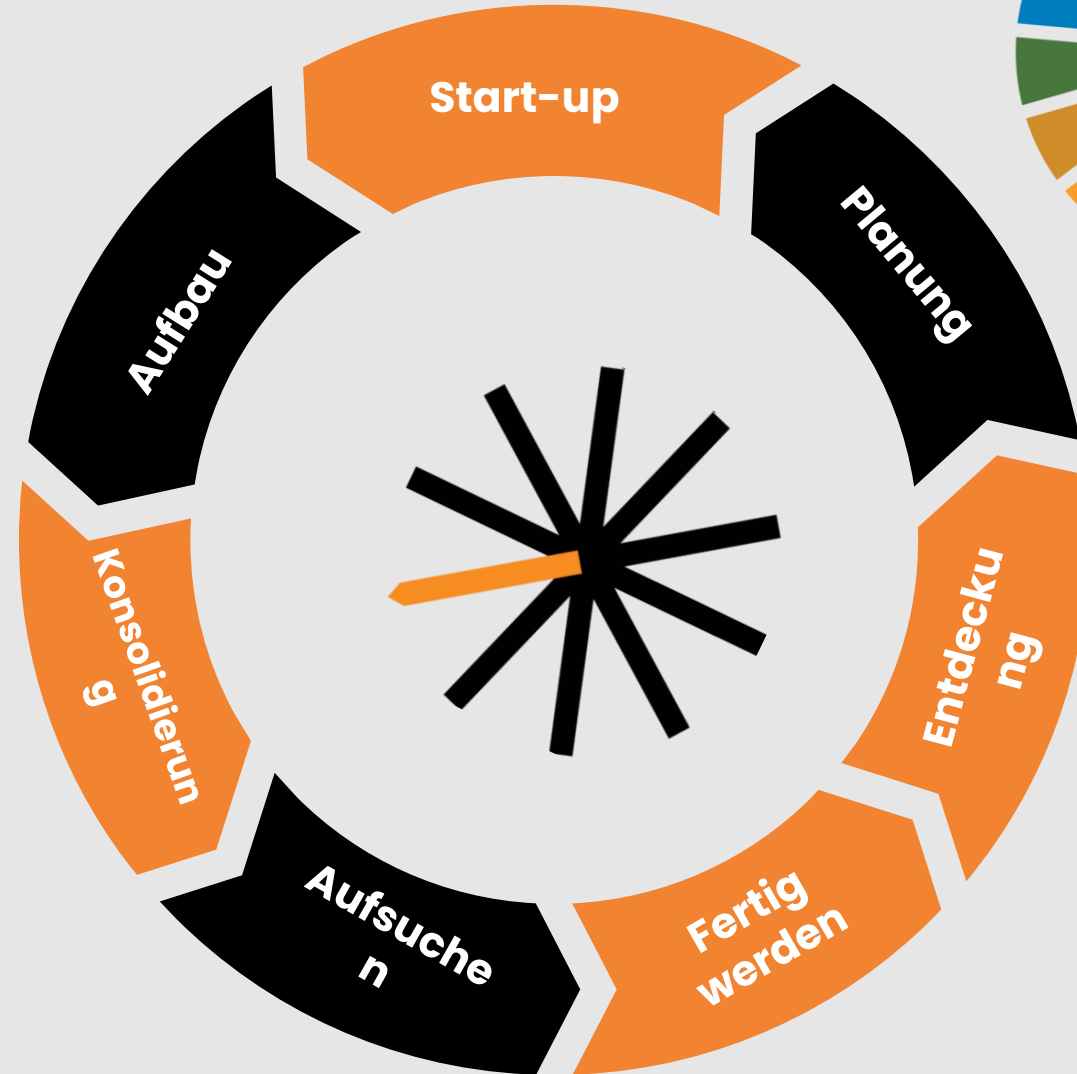 Start-up
Planung
Entdecku
ng
Fertig
werden
Aufsuche
n
Konsolidierun
g
Aufbau